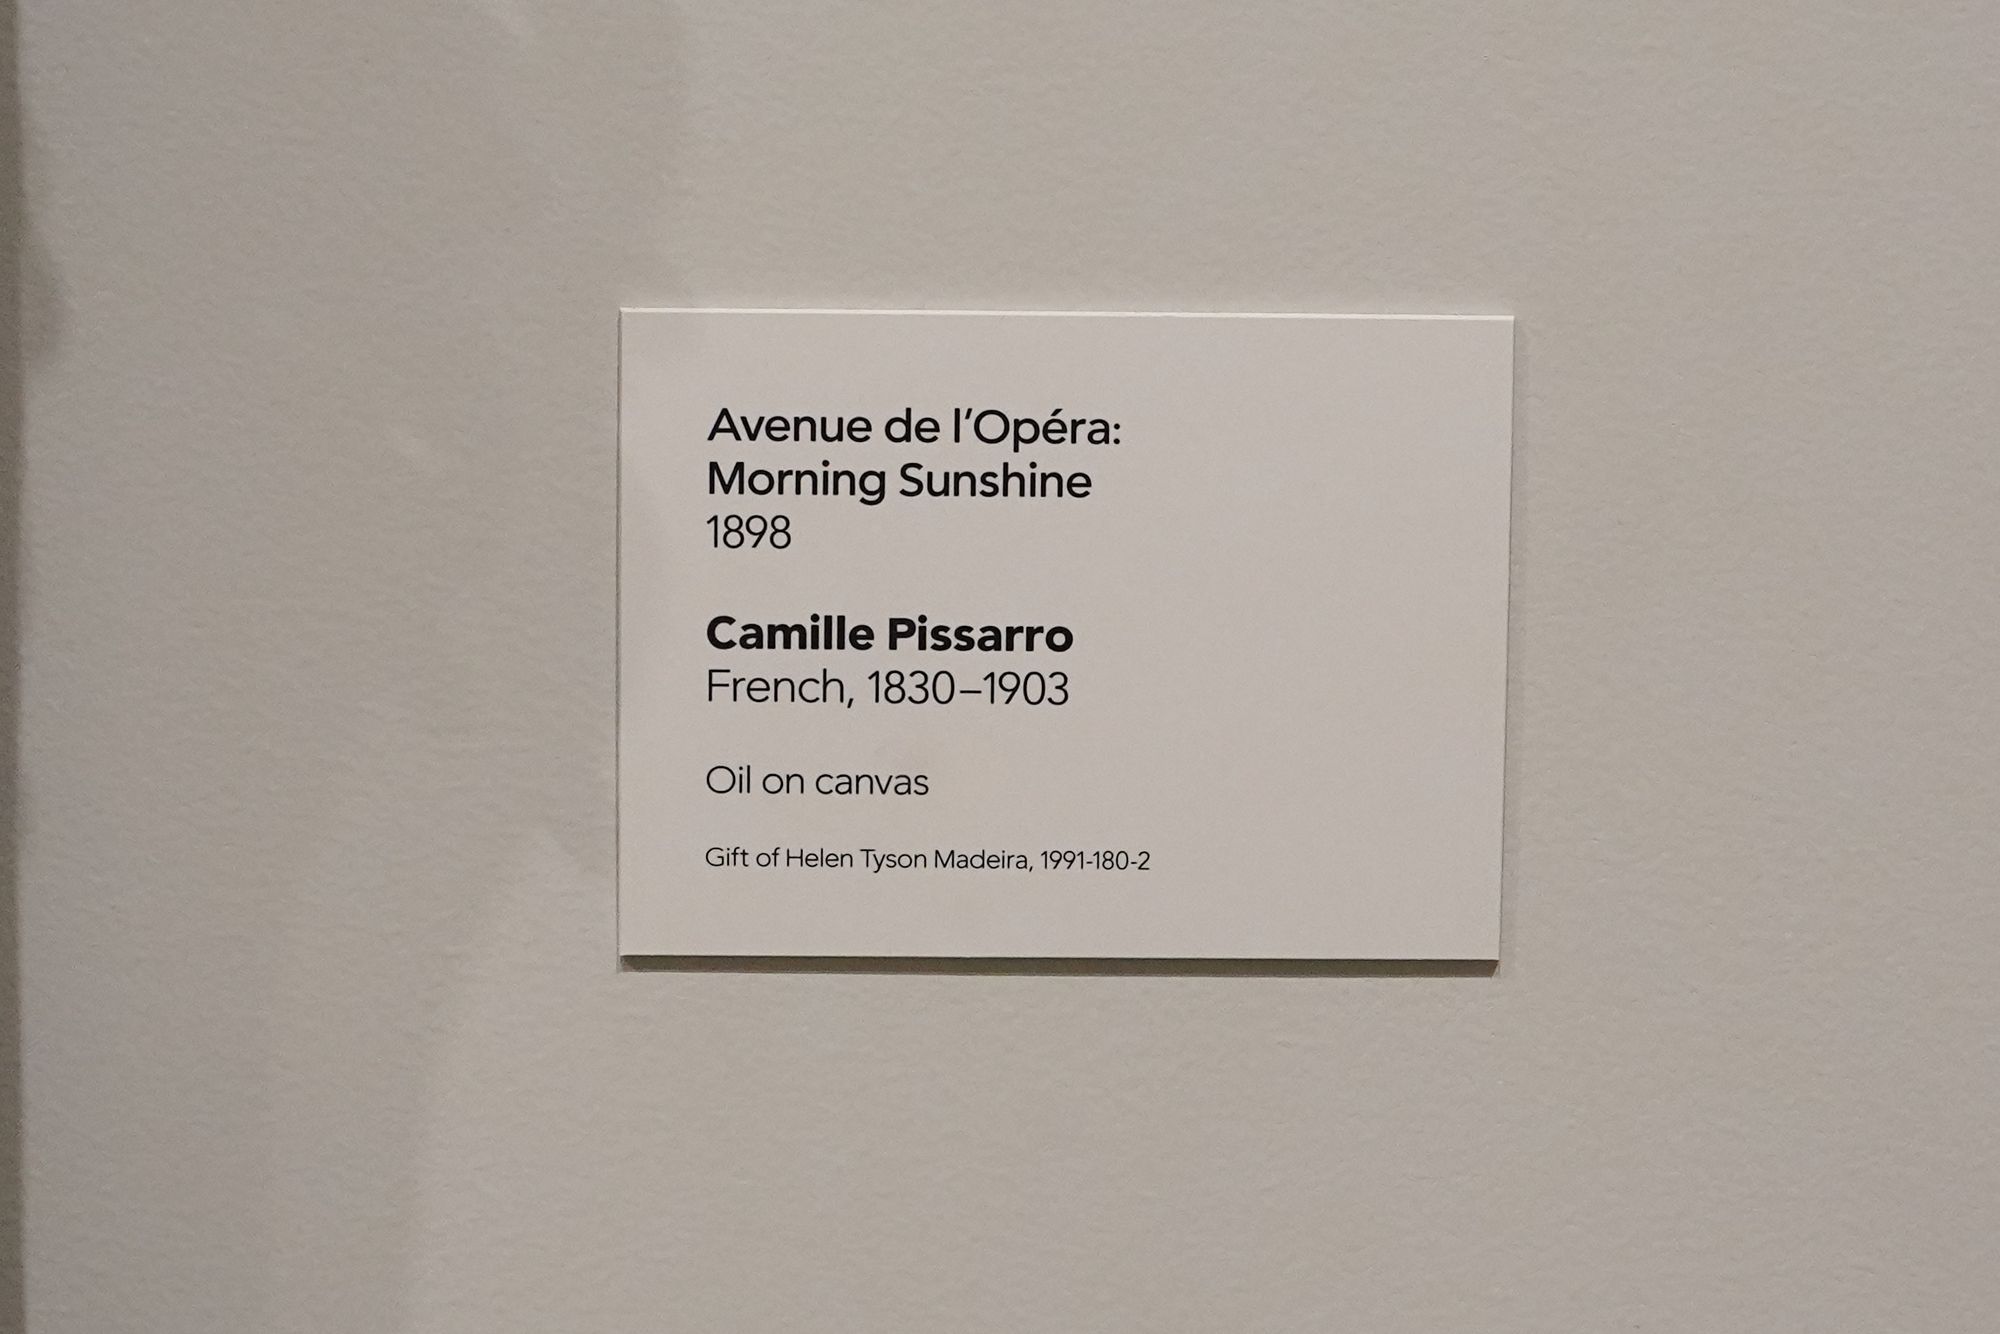 Avenue de l’Opéra:
Morning Sunshine
1898
Camille Pissarro
French, 1830–1903
Oil on canvas
Gift of Helen Tyson Madeira, 1991-180-2